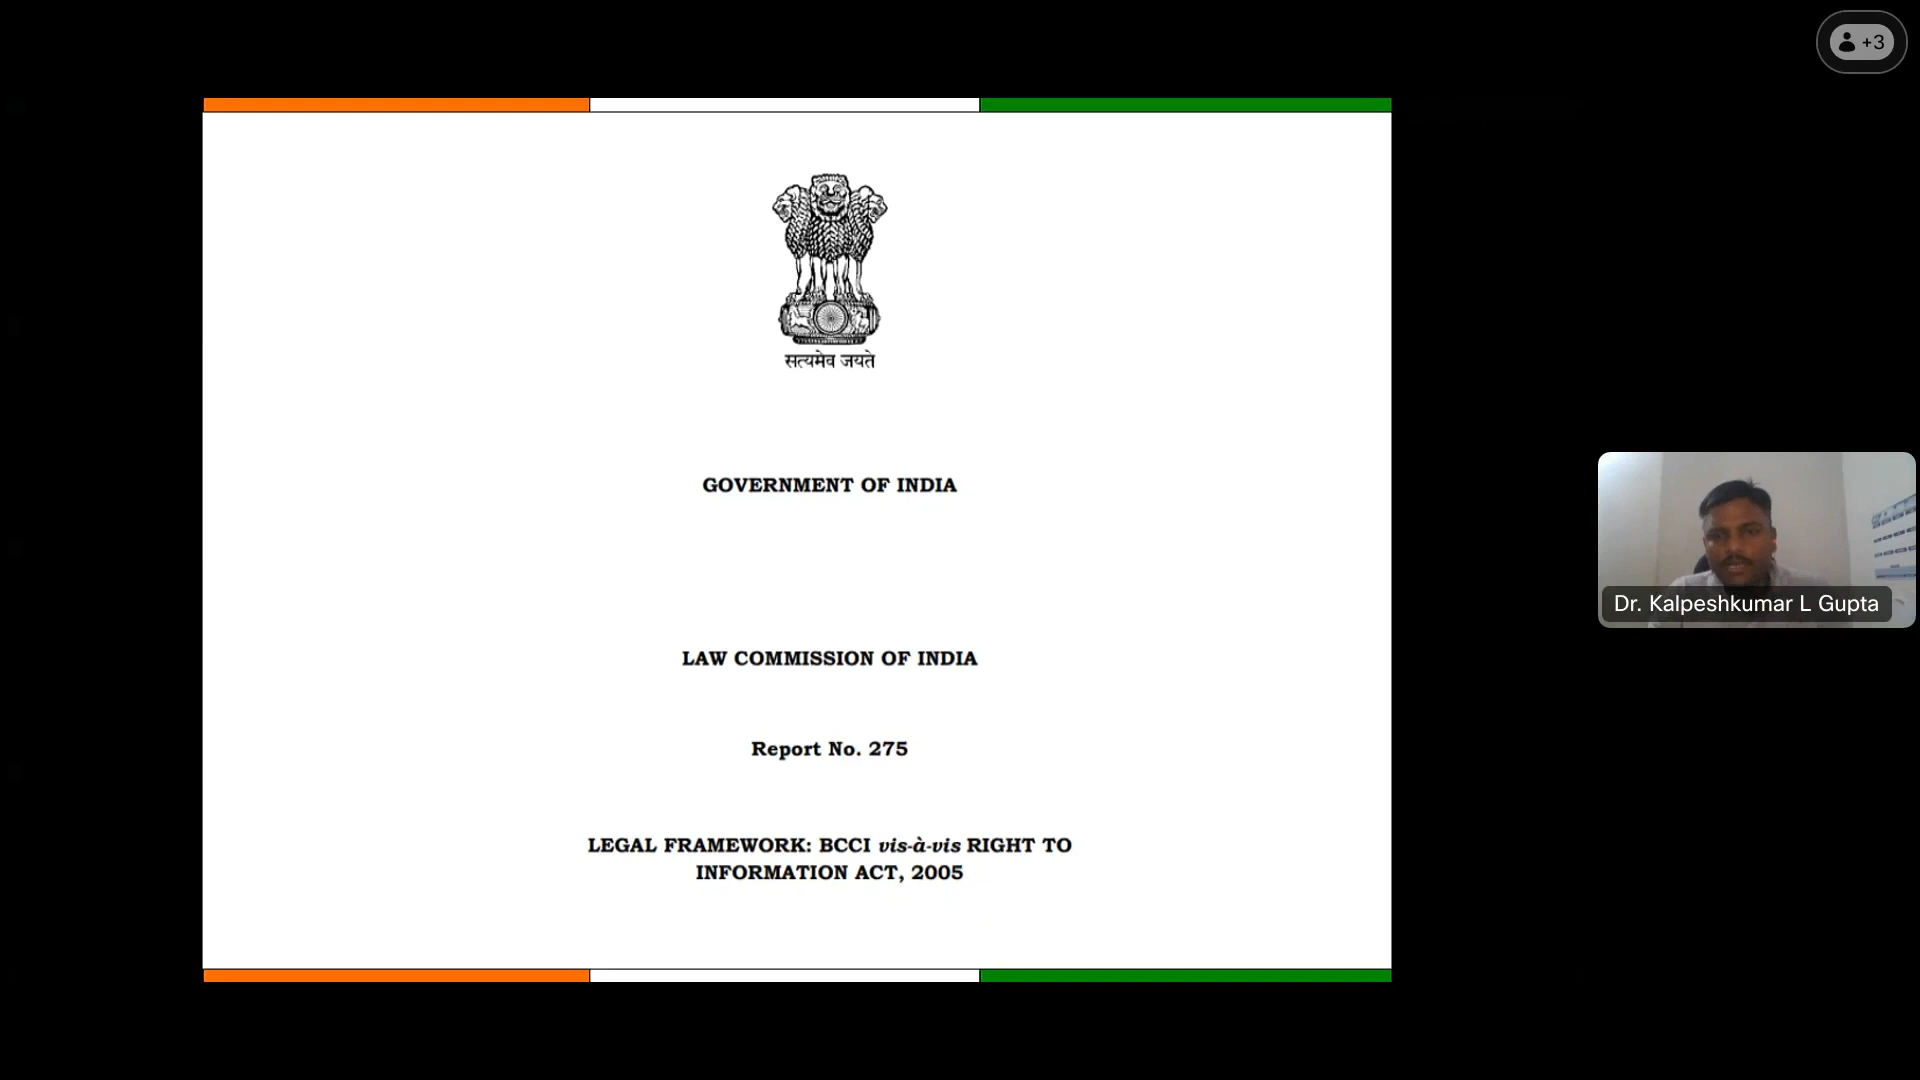 +3
सत्यमेव जयते
GOVERNMENT OF INDIA
LAW COMMISSION OF INDIA
Report No. 275
LEGAL FRAMEWORK: BCCI vis-à-vis RIGHT TO
INFORMATION ACT, 2005
Dr. Kalpeshkumar L Gupta